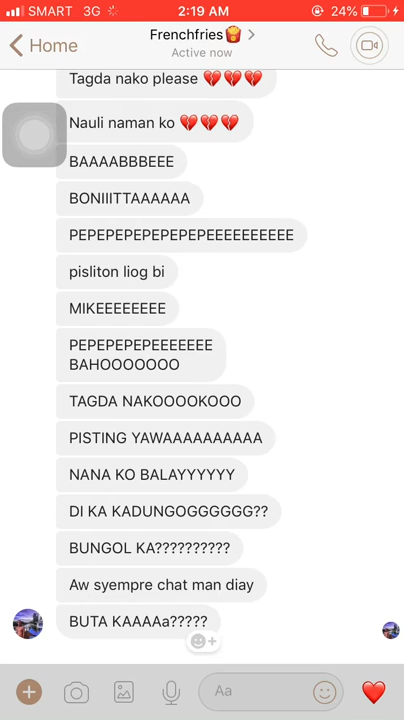 SMART 3G 2:19 AM 24%
Home Frenchfries🍟 >
Active now
Tagda nako please 💔💔💔
Nauli naman ko 💔💔💔
BAAAABBBEEE
BONIIITTAAAAAA
PEPEPEPEPEPEPEPEEEEEEEEEE
pisliton liog bi
MIKEEEEEEEE
PEPEPEPEPEEEEEEE
BAHOOOOOOO
TAGDA NAKOOOOKOOO
PISTING YAWAAAAAAAAAA
NANA KO BALAYYYYYY
DI KA KADUNGOGGGGGG??
BUNGOL KA??????????
Aw syempre chat man diay
BUTA KAAAAa?????
Aa